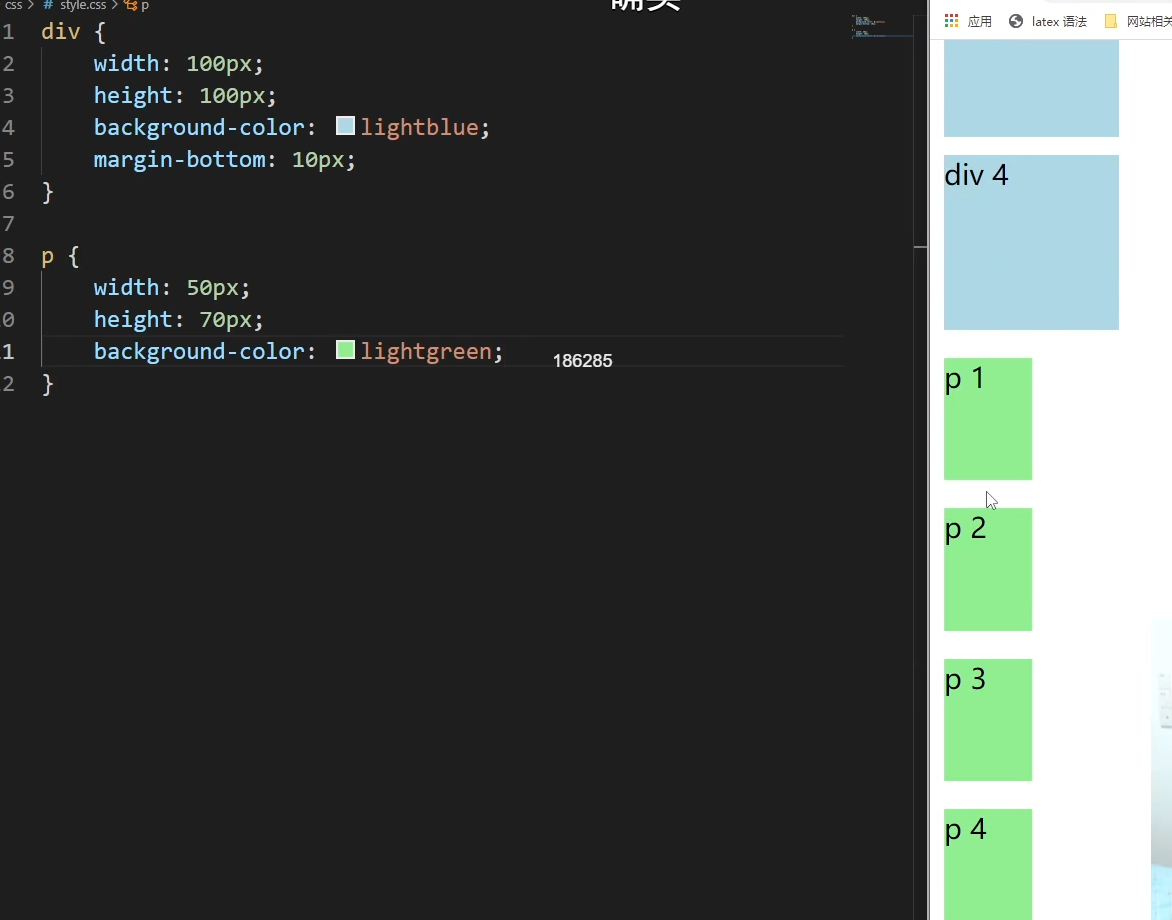 css > # style.css > p
1 div {
2 width: 100px;
3 height: 100px;
4 background-color: lightblue;
5 margin-bottom: 10px;
6 }
7
8 p {
9 width: 50px;
0 height: 70px;
1 background-color: lightgreen;
2 }
186285
应用 latex 语法 网站相关
div 4
p 1
p 2
p 3
p 4